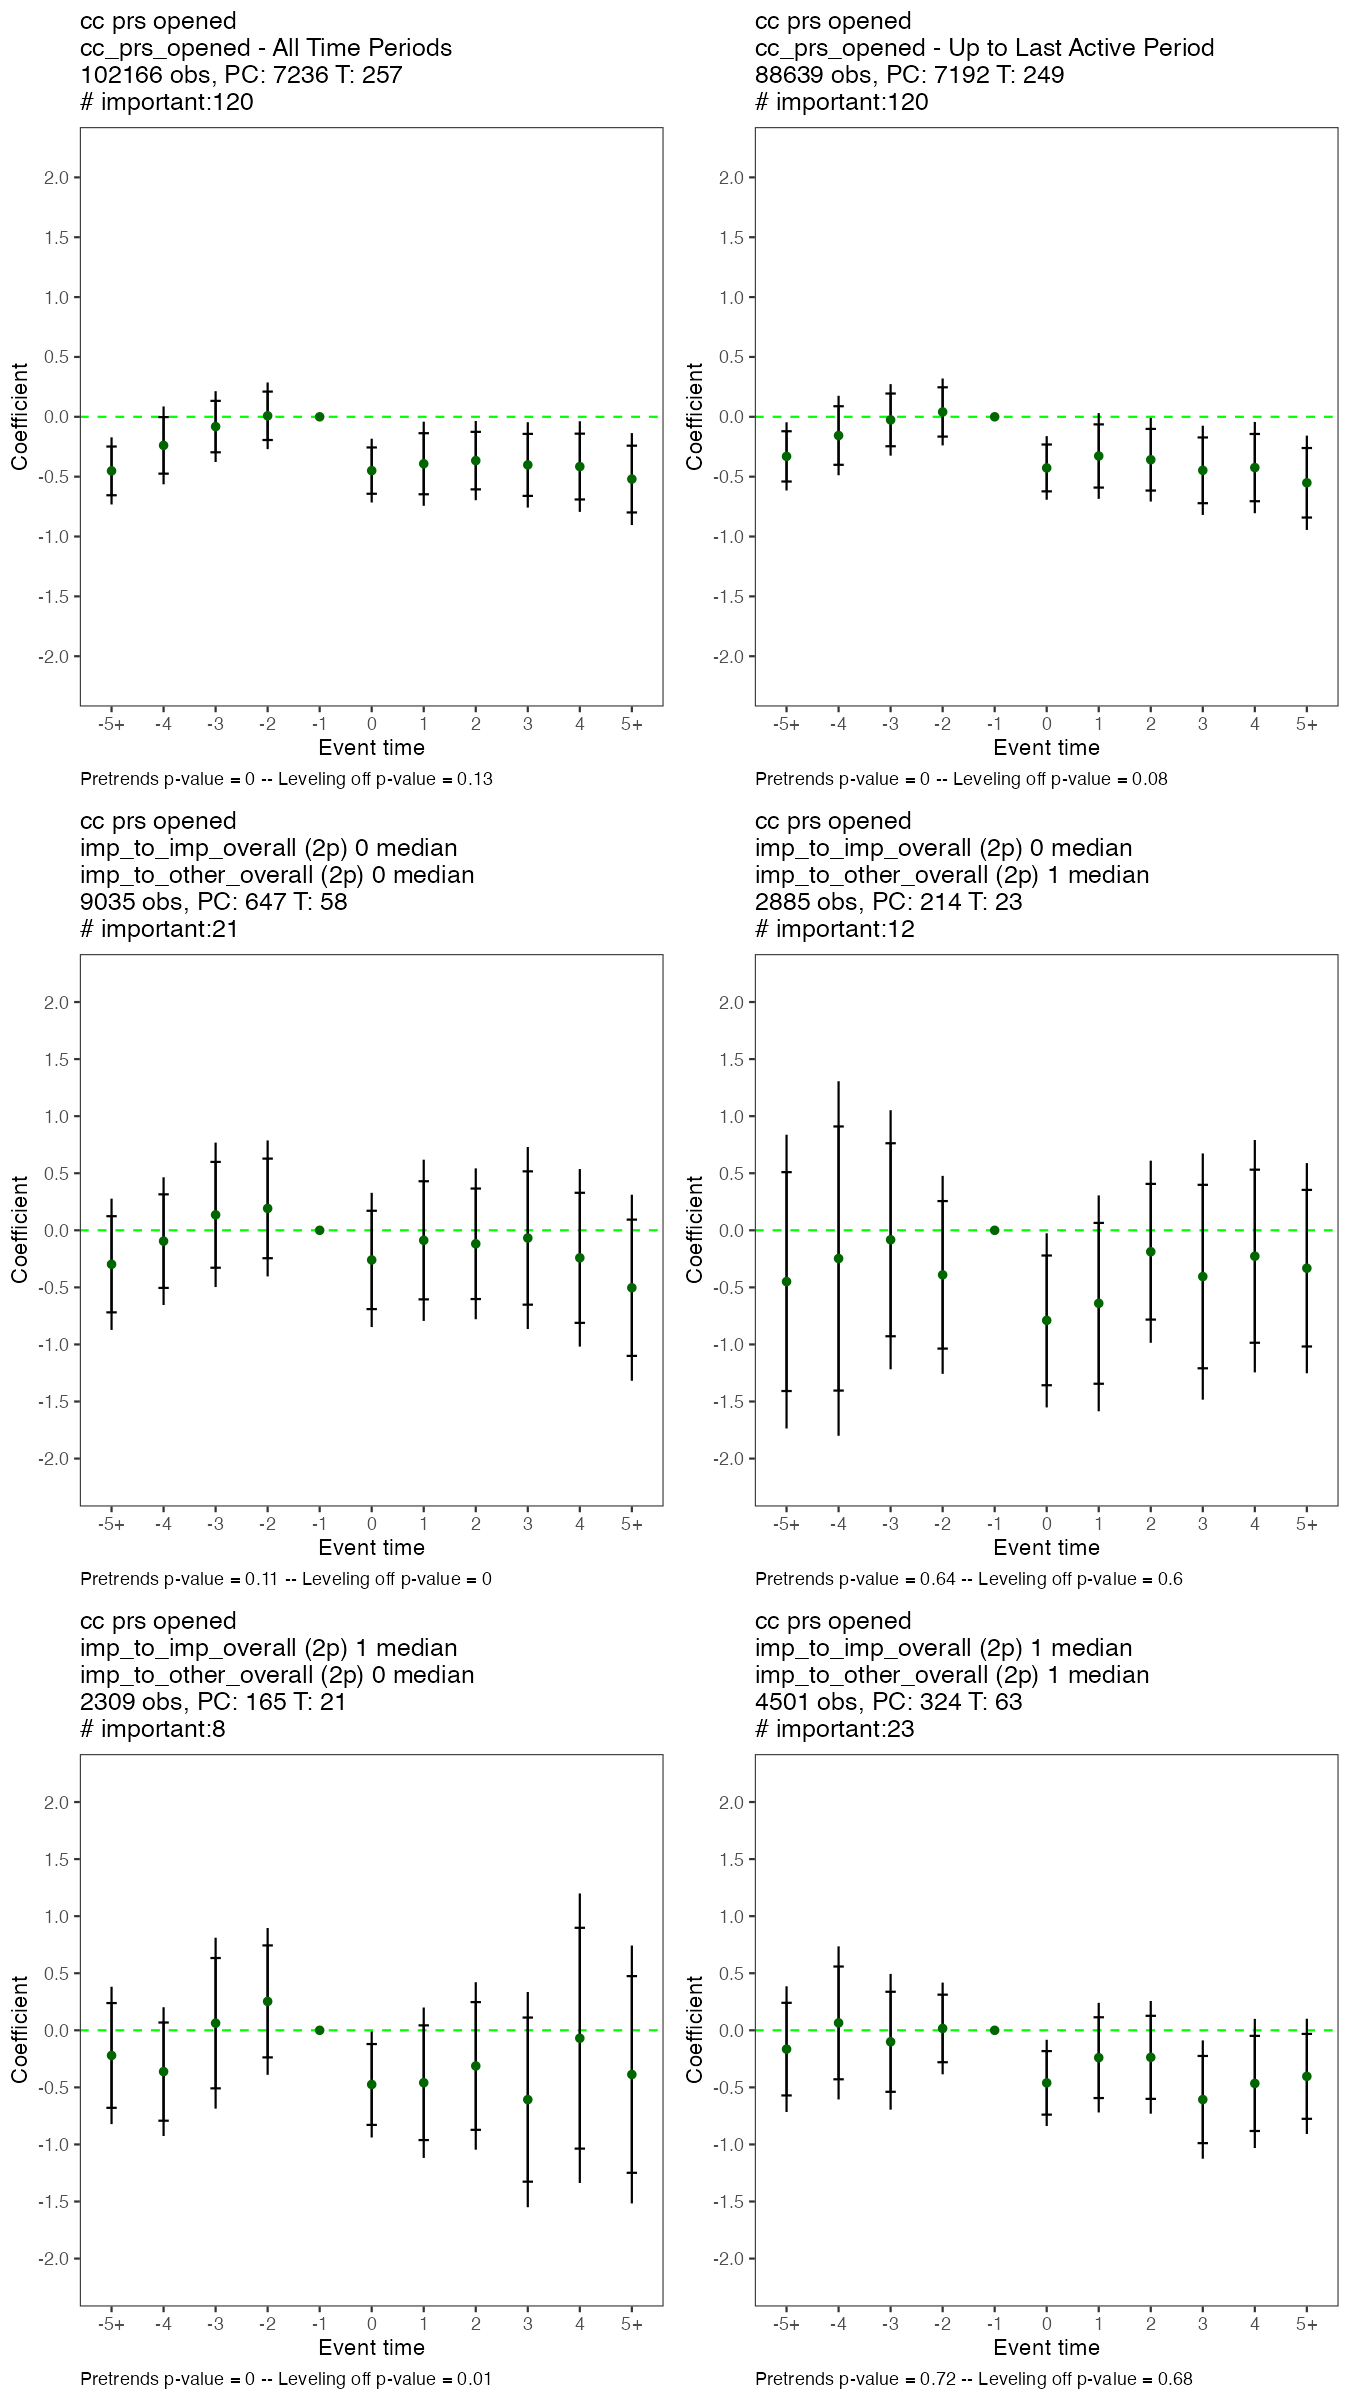 cc prs opened
cc_prs_opened - All Time Periods
102166 obs, PC: 7236 T: 257
# important:120
Coefficient
2.0
1.5
1.0
0.5
0.0
-0.5
-1.0
-1.5
-2.0
-5+ -4 -3 -2 -1 0 1 2 3 4 5+
Event time
Pretrends p-value = 0 -- Leveling off p-value = 0.13
cc prs opened
cc_prs_opened - Up to Last Active Period
88639 obs, PC: 7192 T: 249
# important:120
Coefficient
2.0
1.5
1.0
0.5
0.0
-0.5
-1.0
-1.5
-2.0
-5+ -4 -3 -2 -1 0 1 2 3 4 5+
Event time
Pretrends p-value = 0 -- Leveling off p-value = 0.08
cc prs opened
imp_to_imp_overall (2p) 0 median
imp_to_other_overall (2p) 0 median
9035 obs, PC: 647 T: 58
# important:21
Coefficient
2.0
1.5
1.0
0.5
0.0
-0.5
-1.0
-1.5
-2.0
-5+ -4 -3 -2 -1 0 1 2 3 4 5+
Event time
Pretrends p-value = 0.11 -- Leveling off p-value = 0
cc prs opened
imp_to_imp_overall (2p) 0 median
imp_to_other_overall (2p) 1 median
2885 obs, PC: 214 T: 23
# important:12
Coefficient
2.0
1.5
1.0
0.5
0.0
-0.5
-1.0
-1.5
-2.0
-5+ -4 -3 -2 -1 0 1 2 3 4 5+
Event time
Pretrends p-value = 0.64 -- Leveling off p-value = 0.6
cc prs opened
imp_to_imp_overall (2p) 1 median
imp_to_other_overall (2p) 0 median
2309 obs, PC: 165 T: 21
# important:8
Coefficient
2.0
1.5
1.0
0.5
0.0
-0.5
-1.0
-1.5
-2.0
-5+ -4 -3 -2 -1 0 1 2 3 4 5+
Event time
Pretrends p-value = 0 -- Leveling off p-value = 0.01
cc prs opened
imp_to_imp_overall (2p) 1 median
imp_to_other_overall (2p) 1 median
4501 obs, PC: 324 T: 63
# important:23
Coefficient
2.0
1.5
1.0
0.5
0.0
-0.5
-1.0
-1.5
-2.0
-5+ -4 -3 -2 -1 0 1 2 3 4 5+
Event time
Pretrends p-value = 0.72 -- Leveling off p-value = 0.68